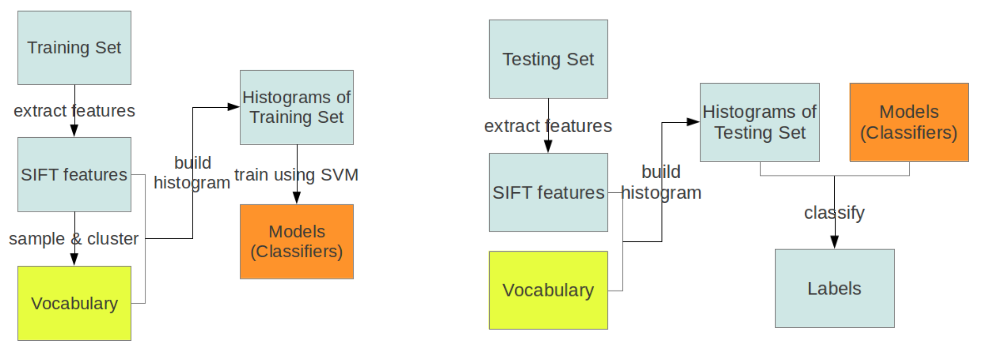 Training Set
extract features
SIFT features
sample & cluster
Vocabulary
build
histogram
Histograms of
Training Set
train using SVM
Models
(Classifiers)
Testing Set
extract features
SIFT features
Vocabulary
build
histogram
Histograms of
Testing Set
Models
(Classifiers)
classify
Labels